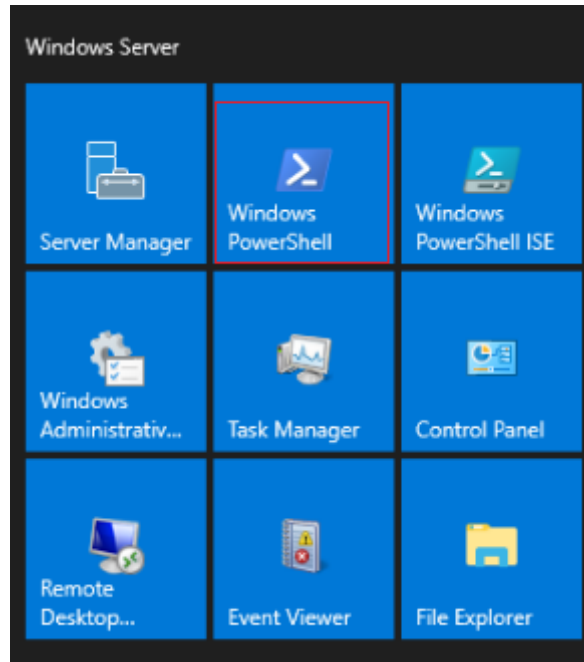 Windows Server
Server Manager
Windows
PowerShell
Windows
PowerShell ISE
Windows
Administrativ...
Task Manager
Control Panel
Remote
Desktop...
Event Viewer
File Explorer